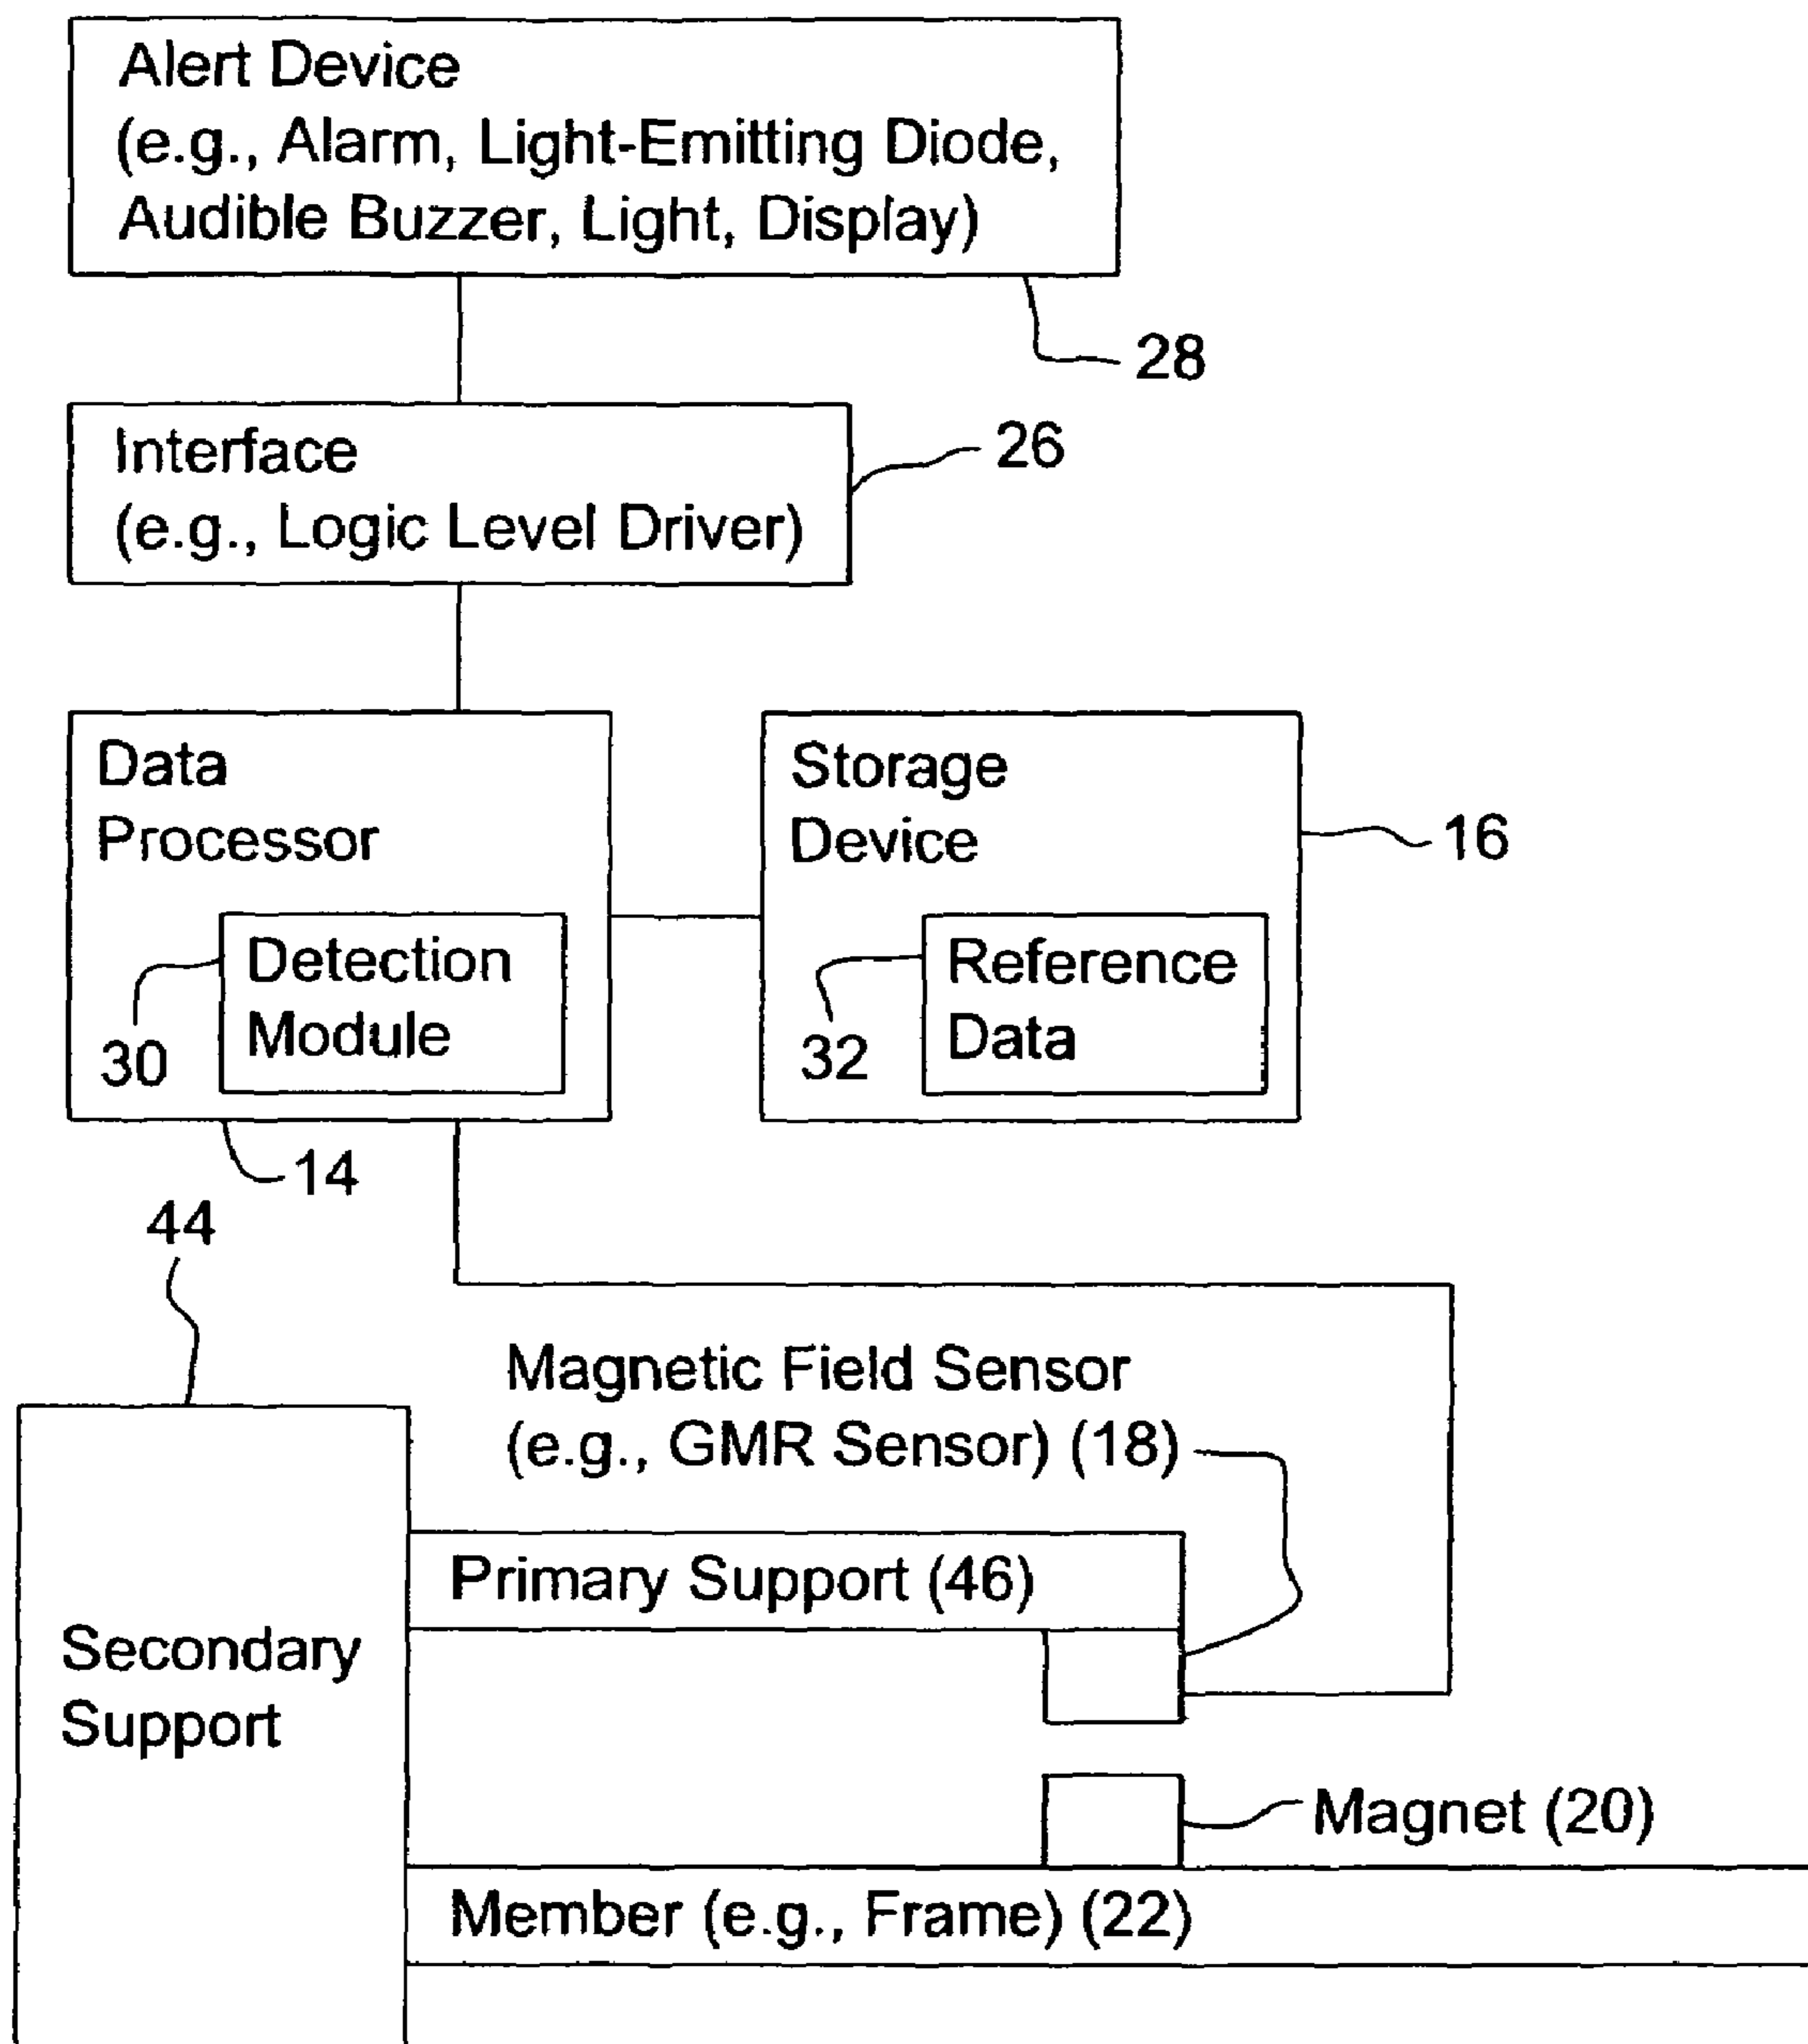 Alert Device
(e.g., Alarm, Light-Emitting Diode,
Audible Buzzer, Light, Display)
28
Interface
(e.g., Logic Level Driver)
26
Data
Processor
Detection
Module
30
14
Storage
Device
16
Reference
Data
32
44
Magnetic Field Sensor
(e.g., GMR Sensor) (18)
Primary Support (46)
Secondary
Support
Magnet (20)
Member (e.g., Frame) (22)